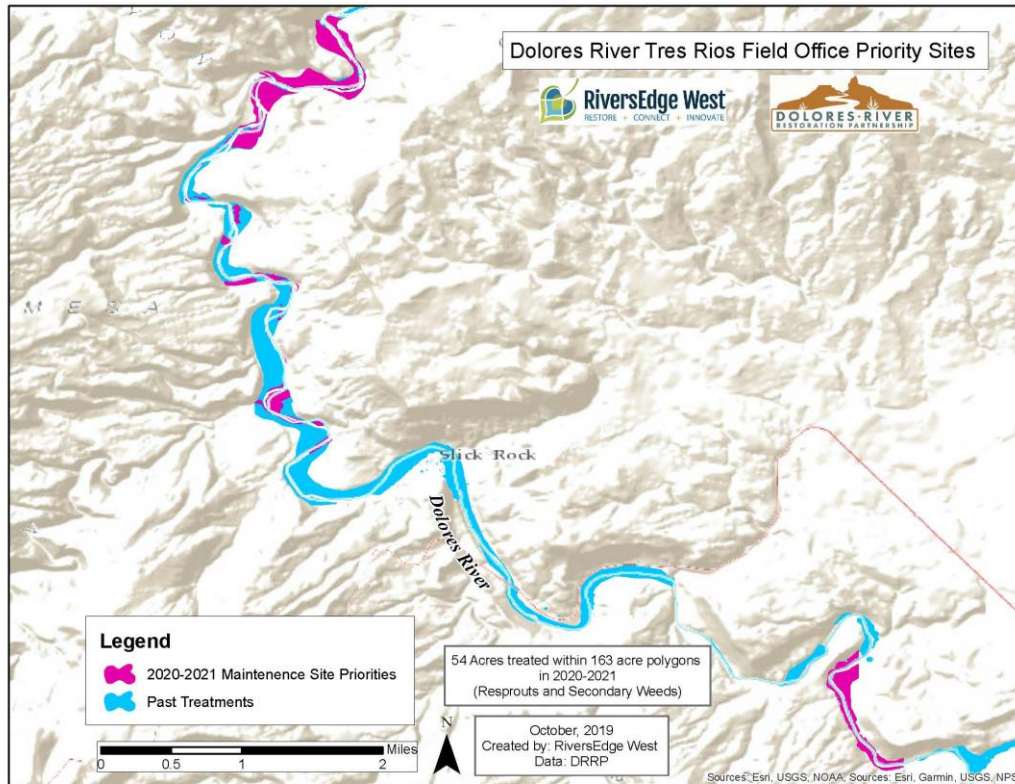 Dolores River Tres Rios Field Office Priority Sites
RiversEdge West
RESTORE + CONNECT + INNOVATE
DOLORES·RIVER
RESTORATION PARTNERSHIP
M E S A
Slick Rock
Dolores River
Legend
2020-2021 Maintenence Site Priorities
Past Treatments
0 0.5 1 2 Miles
N
54 Acres treated within 163 acre polygons
in 2020-2021
(Resprouts and Secondary Weeds)
October, 2019
Created by: RiversEdge West
Data: DRRP
Sources: Esri, USGS, NOAA, Sources: Esri, Garmin, USGS, NPS